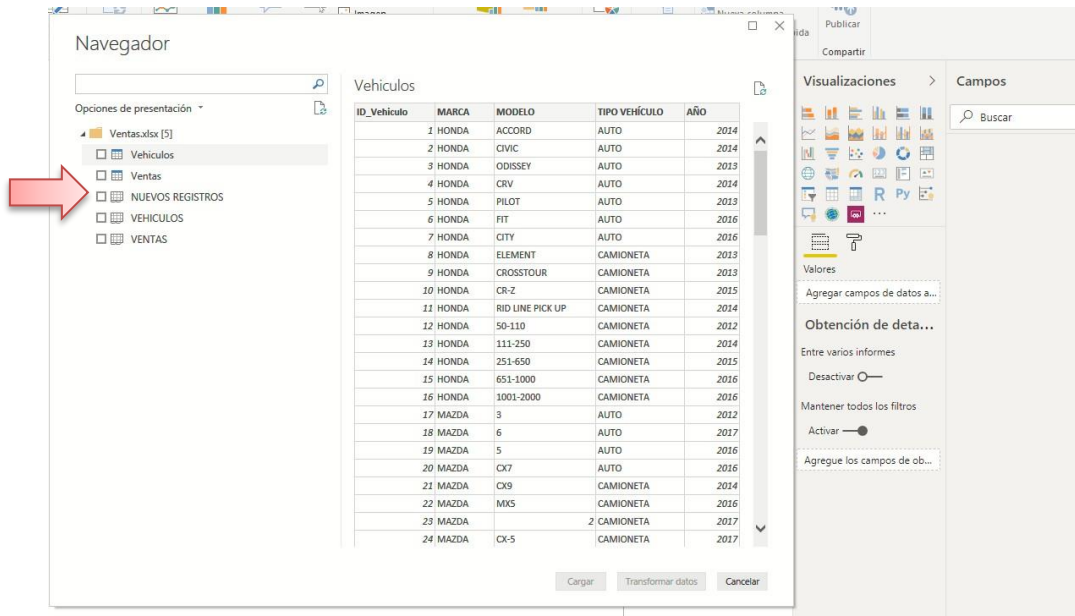 Imagen
Nueva columna
ida
Publicar
Compartir
Navegador
Opciones de presentación
Ventas.xlsx [5]
Vehiculos
Ventas
NUEVOS REGISTROS
VEHICULOS
VENTAS
Vehiculos
ID_Vehiculo MARCA MODELO TIPO VEHÍCULO AÑO
1 HONDA ACCORD AUTO 2014
2 HONDA CIVIC AUTO 2014
3 HONDA ODISSEY AUTO 2013
4 HONDA CRV AUTO 2014
5 HONDA PILOT AUTO 2013
6 HONDA FIT AUTO 2016
7 HONDA CITY AUTO 2016
8 HONDA ELEMENT CAMIONETA 2013
9 HONDA CROSSTOUR CAMIONETA 2013
10 HONDA CR-Z CAMIONETA 2015
11 HONDA RID LINE PICK UP CAMIONETA 2014
12 HONDA 50-110 CAMIONETA 2012
13 HONDA 111-250 CAMIONETA 2014
14 HONDA 251-650 CAMIONETA 2015
15 HONDA 651-1000 CAMIONETA 2016
16 HONDA 1001-2000 CAMIONETA 2016
17 MAZDA 3 AUTO 2012
18 MAZDA 6 AUTO 2017
19 MAZDA 5 AUTO 2016
20 MAZDA CX7 AUTO 2016
21 MAZDA CX9 CAMIONETA 2014
22 MAZDA MX5 CAMIONETA 2016
23 MAZDA 2 CAMIONETA 2017
24 MAZDA CX-5 CAMIONETA 2017
Cargar Transformar datos Cancelar
Visualizaciones
R Py
Valores
Agregar campos de datos a...
Obtención de deta...
Entre varios informes
Desactivar
Mantener todos los filtros
Activar
Agregue los campos de ob...
Campos
Buscar